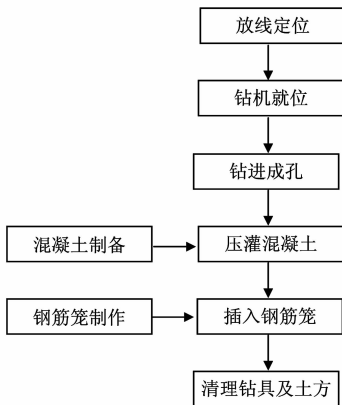 放线定位
钻机就位
钻进成孔
混凝土制备
压灌混凝土
钢筋笼制作
插入钢筋笼
清理钻具及土方